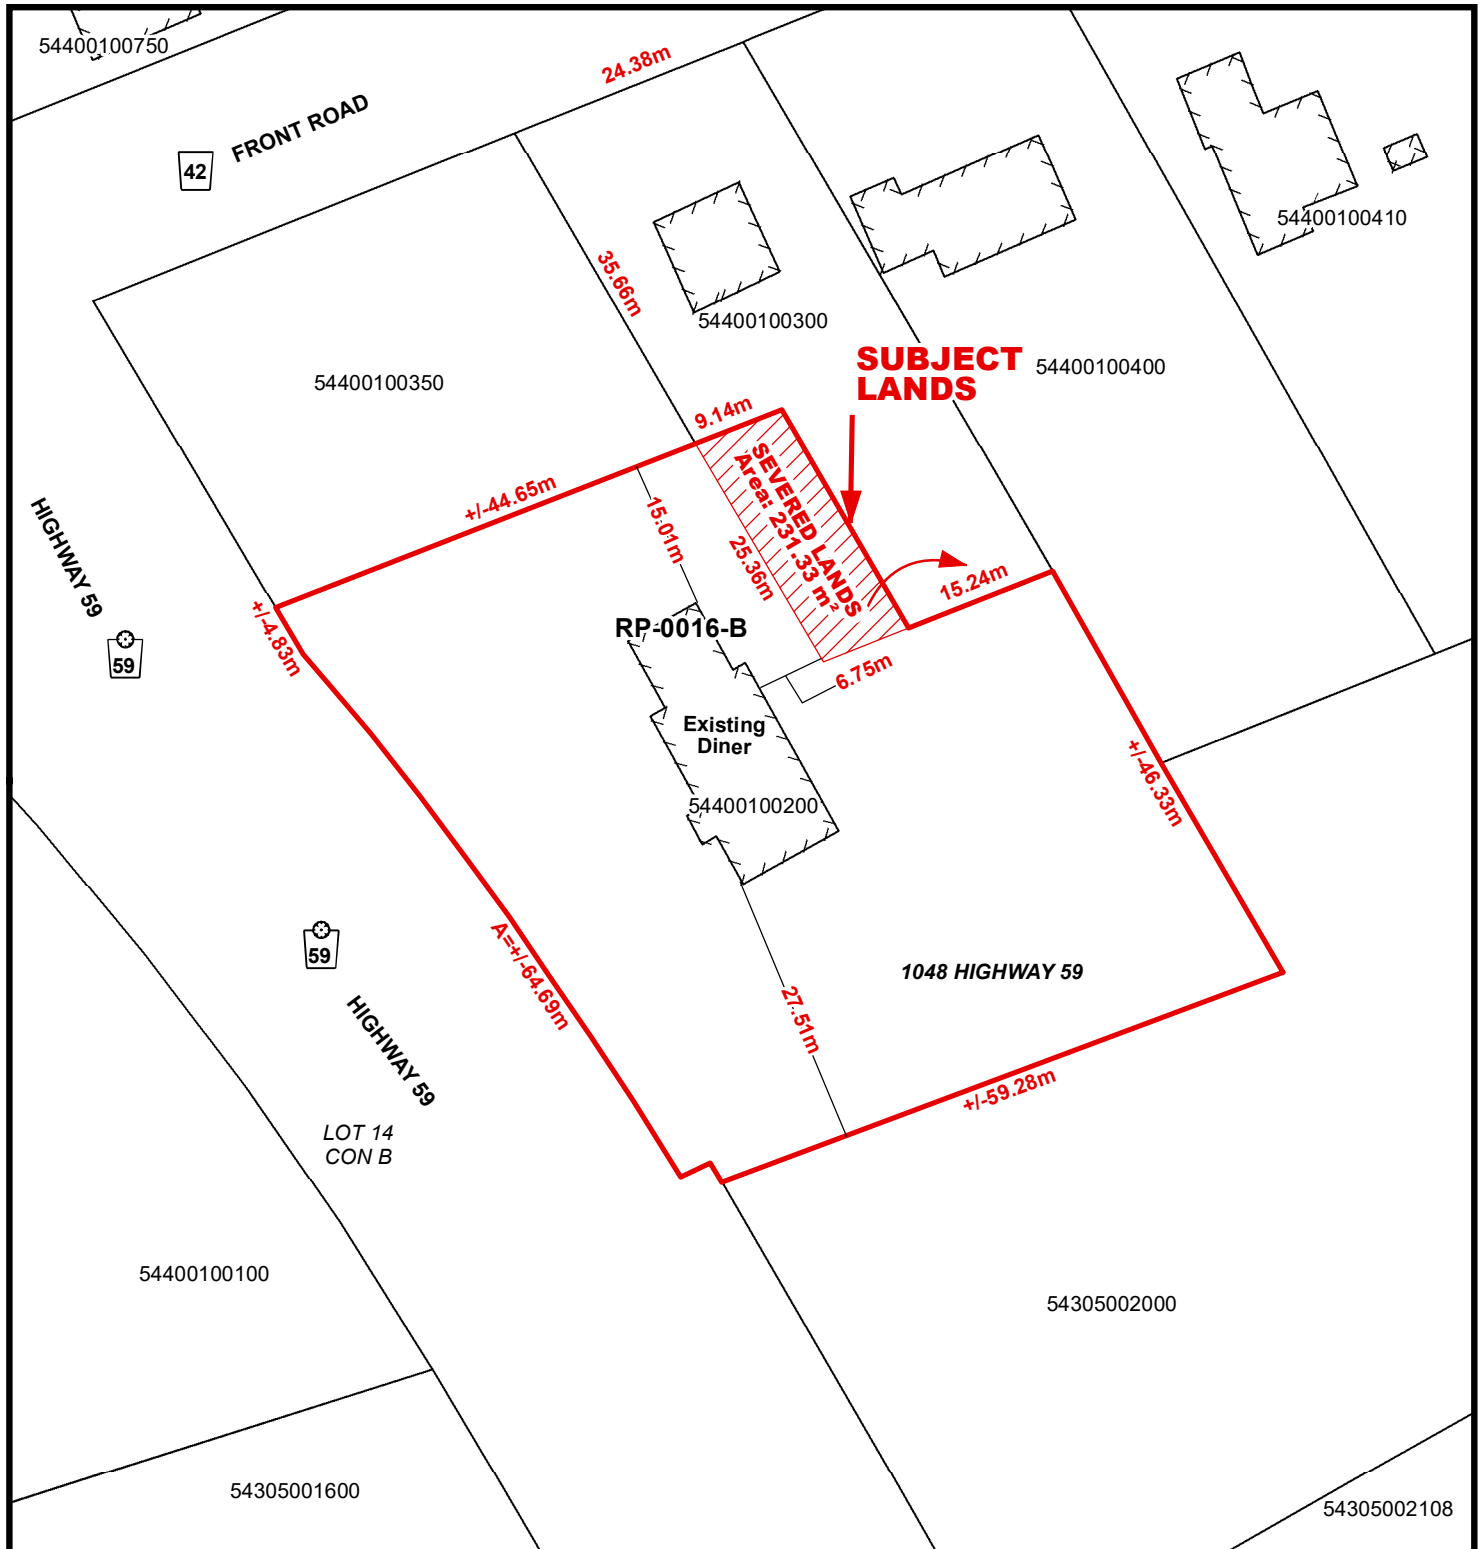 54400100750
24.38m
FRONT ROAD
42
54400100410
35.66m
54400100300
SUBJECT
LANDS
54400100400
54400100350
9.14m
SEVERED LANDS
Area: 231.33 m²
+/-44.65m
15.01m
25.36m
HIGHWAY 59
59
+/-4.83m
15.24m
RP-0016-B
6.75m
Existing
Diner
54400100200
+/-46.33m
A=+/-64.69m
59
1048 HIGHWAY 59
27.51m
HIGHWAY 59
+/-59.28m
LOT 14
CON B
54400100100
54305002000
54305001600
54305002108